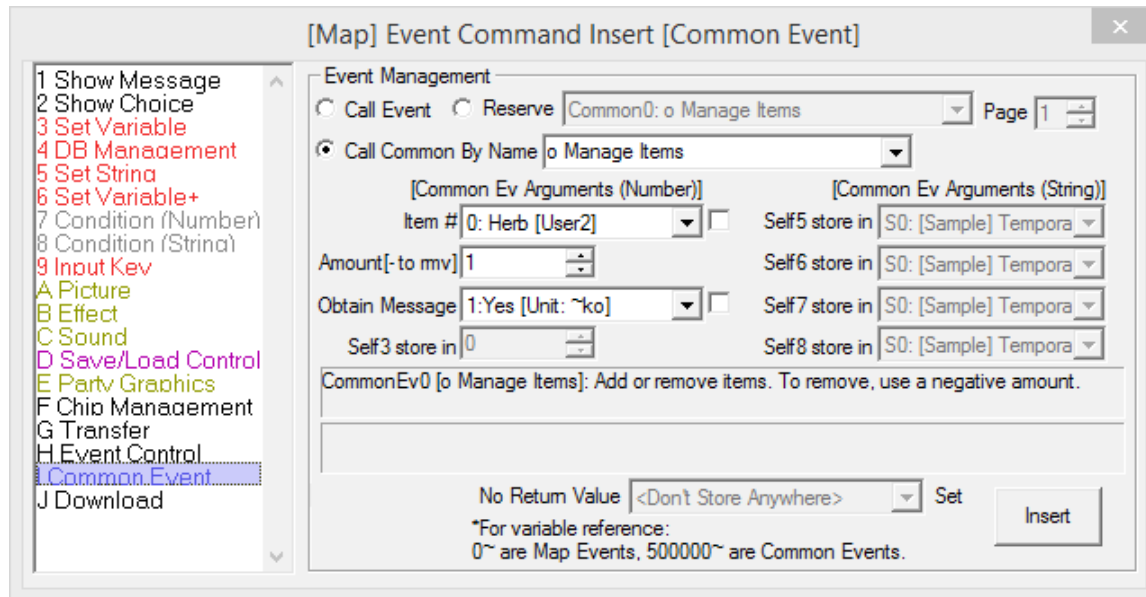 [Map] Event Command Insert [Common Event]
1 Show Message
2 Show Choice
3 Set Variable
4 DB Management
5 Set String
6 Set Variable+
7 Condition (Number)
8 Condition (String)
9 Input Key
A Picture
B Effect
C Sound
D Save/Load Control
E Party Graphics
F Chip Management
G Transfer
H Event Control
I Common Event
J Download
Event Management
Call Event Reserve Common0: o Manage Items Page 1
Call Common By Name o Manage Items
[Common Ev Arguments (Number)] [Common Ev Arguments (String)]
Item # 0: Herb [User2] Self5 store in S0: [Sample] Tempora
Amount[- to rmv] 1 Self6 store in S0: [Sample] Tempora
Obtain Message 1:Yes [Unit: ~ko] Self7 store in S0: [Sample] Tempora
Self3 store in 0 Self8 store in S0: [Sample] Tempora
CommonEv0 [o Manage Items]: Add or remove items. To remove, use a negative amount.
No Return Value <Don't Store Anywhere> Set
Insert
*For variable reference:
0~ are Map Events, 500000~ are Common Events.